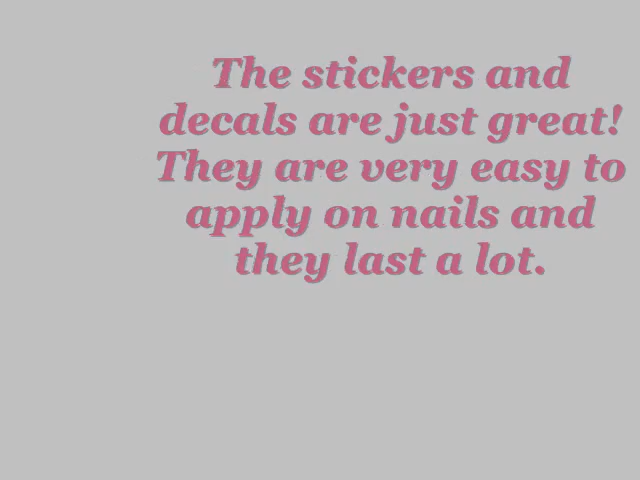 The stickers and
decals are just great!
They are very easy to
apply on nails and
they last a lot.